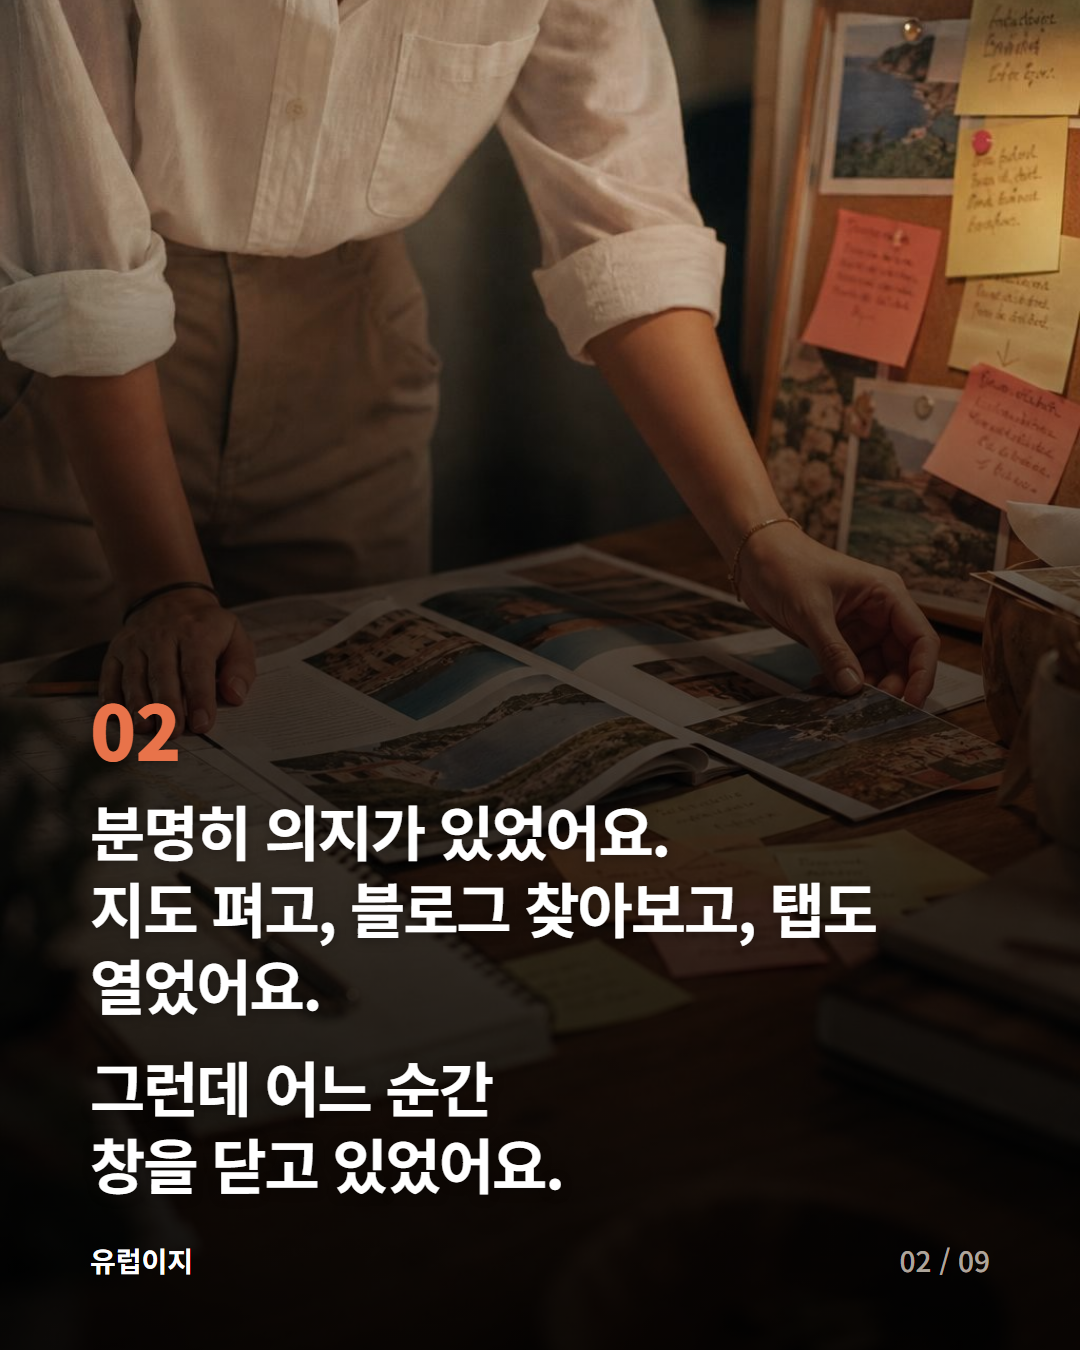 02
분명히 의지가 있었어요.
지도 펴고, 블로그 찾아보고, 탭도
열었어요.
그런데 어느 순간
창을 닫고 있었어요.
유럽이지
02 / 09